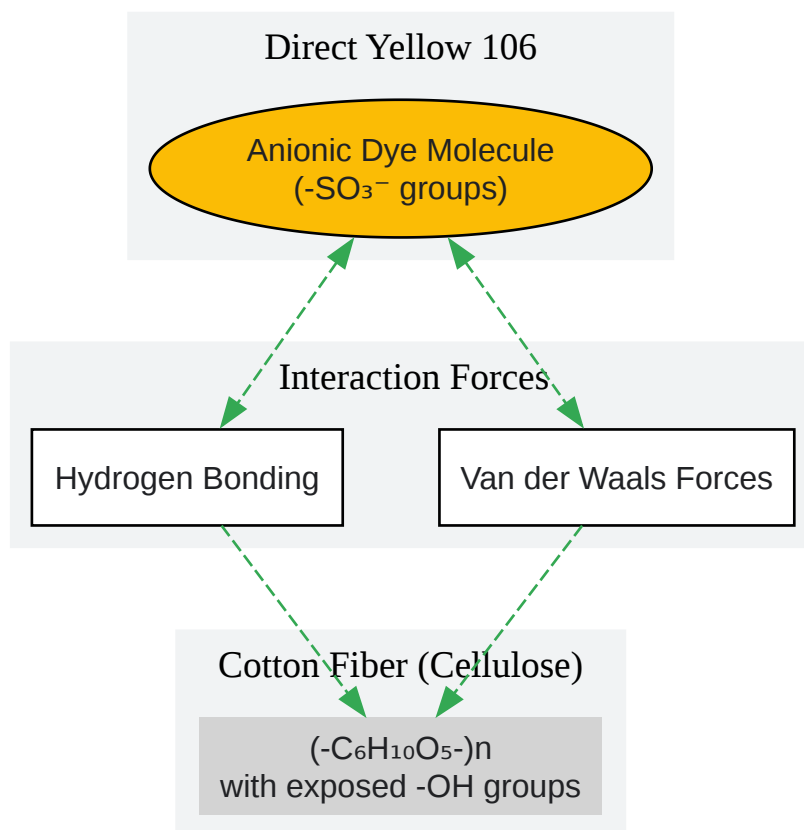 Direct Yellow 106
Anionic Dye Molecule
(-SO₃⁻ groups)
Interaction Forces
Hydrogen Bonding
Van der Waals Forces
Cotton Fiber (Cellulose)
(-C₆H₁₀O₅-)n
with exposed -OH groups